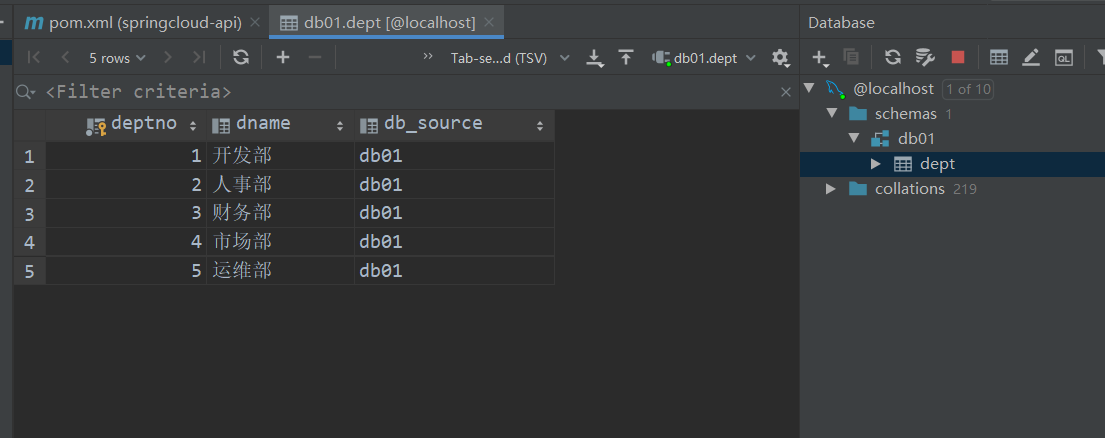 pom.xml (springcloud-api)
db01.dept [@localhost]
Database
5 rows
Tab-se...d (TSV)
db01.dept
QL
<Filter criteria>
@localhost 1 of 10
schemas 1
db01
dept
collations 219
deptno dname db_source
1 1 开发部 db01
2 2 人事部 db01
3 3 财务部 db01
4 4 市场部 db01
5 5 运维部 db01